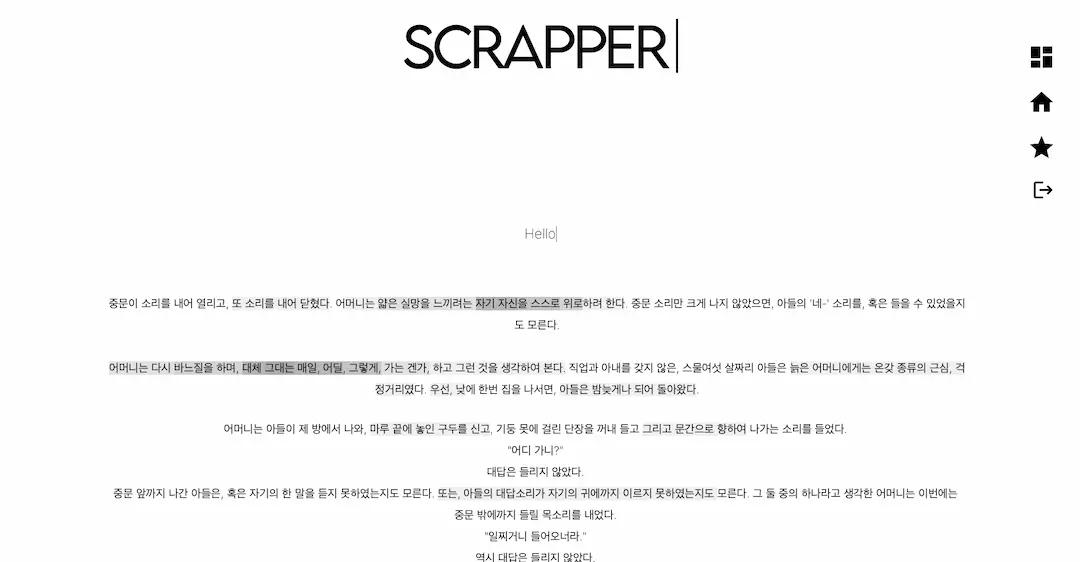 SCRAPPER
Hello
중문이 소리를 내어 열리고, 또 소리를 내어 닫혔다. 어머니는 얇은 실망을 느끼려는 자기 자신을 스스로 위로하려 한다. 중문 소리만 크게 나지 않았으면, 아들의 '네-' 소리를, 혹은 들을 수 있었을지
도 모른다.
어머니는 다시 바느질을 하며, 대체 그대는 매일, 어딜, 그렇게, 가는 겐가, 하고 그런 것을 생각하여 본다. 직업과 아내를 갖지 않은, 스물여섯 살짜리 아들은 늙은 어머니에게는 온갖 종류의 근심, 걱
정거리였다. 우선, 낮에 한번 집을 나서면, 아들은 밤늦게나 되어 돌아왔다.
어머니는 아들이 제 방에서 나와, 마루 끝에 놓인 구두를 신고, 기둥 못에 걸린 단장을 꺼내 들고 그리고 문간으로 향하여 나가는 소리를 들었다.
"어디 가니?"
대답은 들리지 않았다.
중문 앞까지 나간 아들은, 혹은 자기의 한 말을 듣지 못하였는지도 모른다. 또는, 아들의 대답소리가 자기의 귀에까지 이르지 못하였는지도 모른다. 그 둘 중의 하나라고 생각한 어머니는 이번에는
중문 밖에까지 들릴 목소리를 내었다.
"일찌거니 들어오너라."
역시 대답은 들리지 않았다.